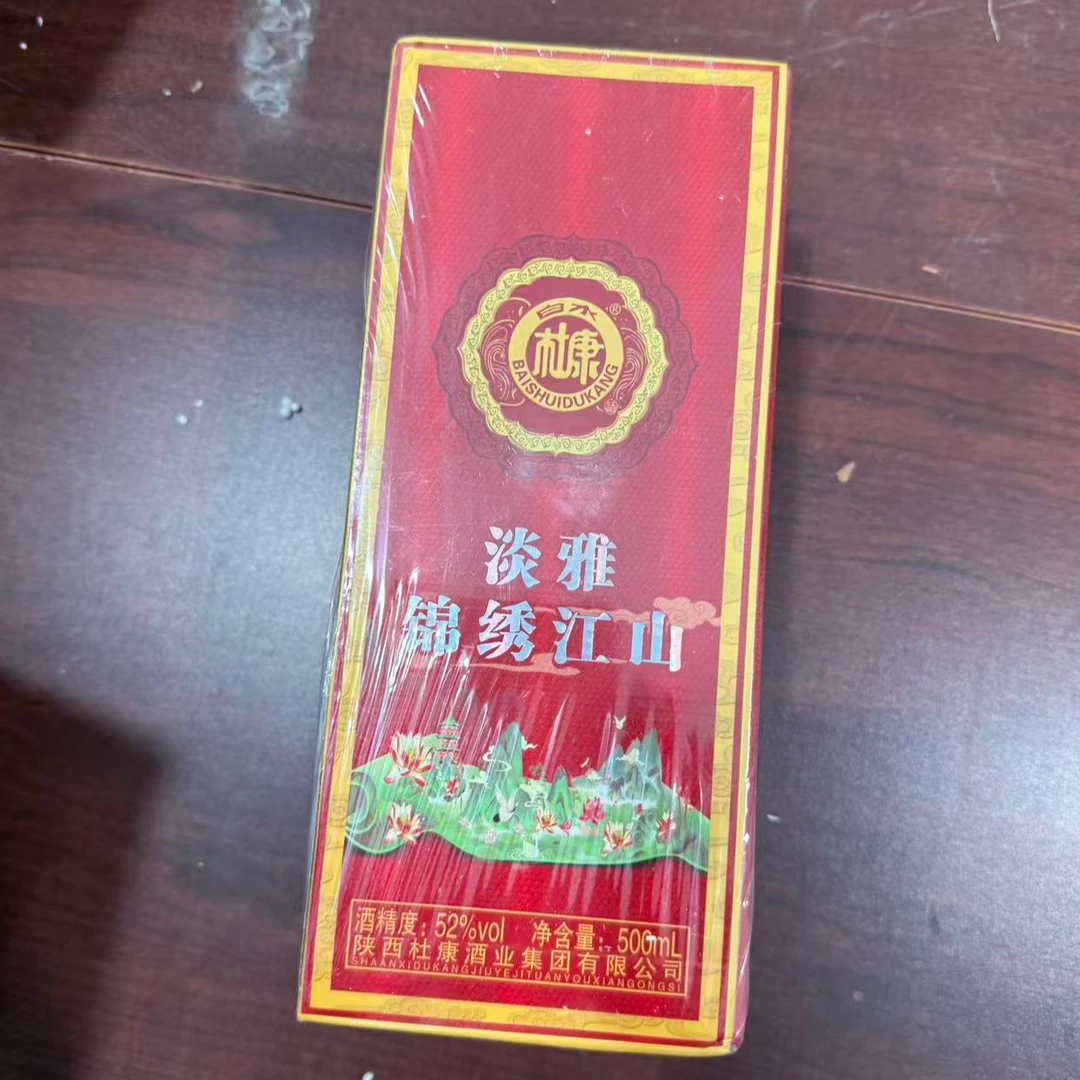 白水®
杜康
BAISHUIDUKANG
淡雅
锦绣江山
酒精度：52%vol 净含量：500mL
陕西杜康酒业集团有限公司
SHAANXIDUKANGJIUYEJITUANYOUXIANGONGSI